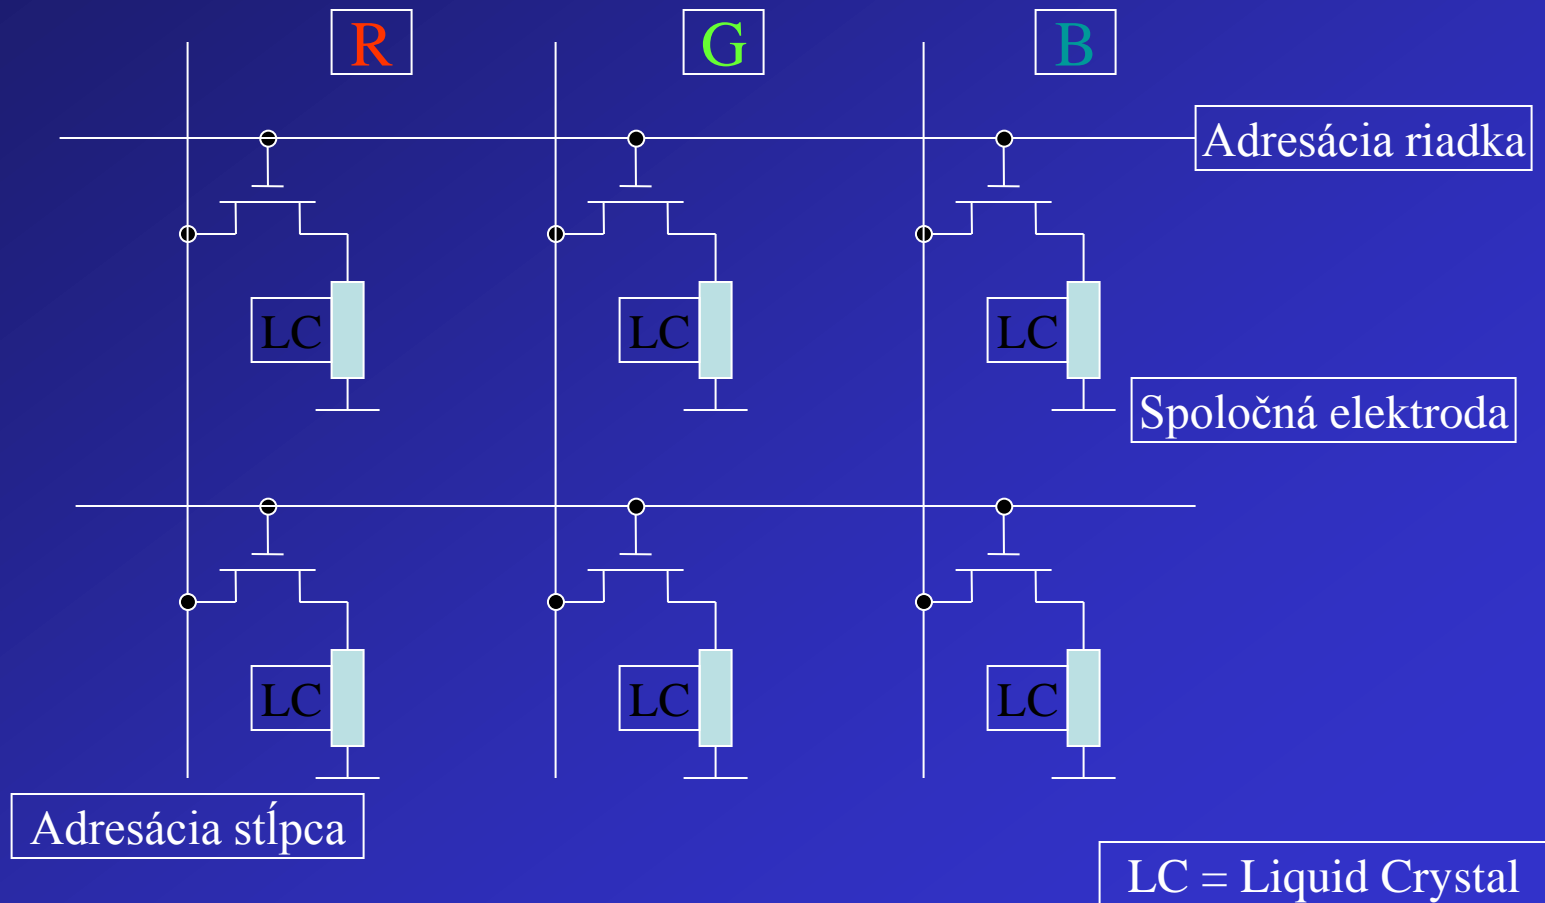 R G B
Adresácia riadka
LC LC LC
Spoločná elektroda
LC LC LC
Adresácia stĺpca
LC = Liquid Crystal